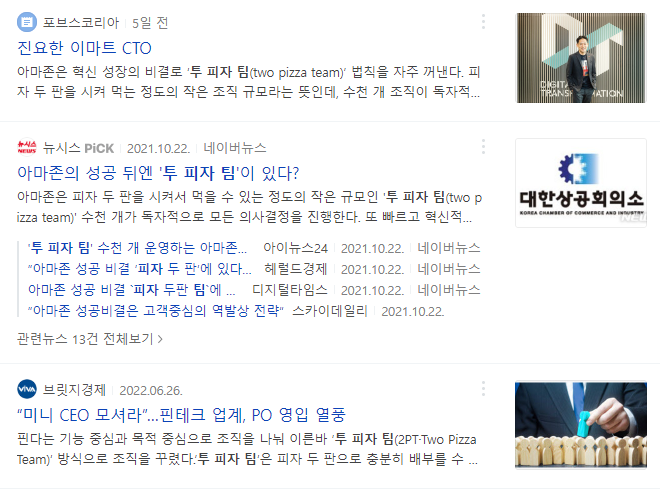 포브스코리아 5일 전
진요한 이마트 CTO
아마존은 혁신 성장의 비결로 '투 피자 팀(two pizza team)' 법칙을 자주 꺼낸다. 피
자 두 판을 시켜 먹는 정도의 작은 조직 규모라는 뜻인데, 수천 개 조직이 독자적...
DIGITAL
TRANSFORMATION
뉴시스 PiCK 2021.10.22. 네이버뉴스
아마존의 성공 뒤엔 '투 피자 팀'이 있다?
아마존은 피자 두 판을 시켜서 먹을 수 있는 정도의 작은 규모인 '투 피자 팀(two p
izza team)' 수천 개가 독자적으로 모든 의사결정을 진행한다. 또 빠르고 혁신적...
대한상공회의소
KOREA CHAMBER OF COMMERCE AND INDUSTRY
'투 피자 팀' 수천 개 운영하는 아마존... 아이뉴스24 2021.10.22. 네이버뉴스
"아마존 성공 비결 '피자 두 판'에 있다... 헤럴드경제 2021.10.22. 네이버뉴스
아마존 성공 비결 `피자 두판 팀`에 ... 디지털타임스 2021.10.22. 네이버뉴스
"아마존 성공비결은 고객중심의 역발상 전략" 스카이데일리 2021.10.22.
관련뉴스 13건 전체보기 >
VIVA 브릿지경제 2022.06.26.
"미니 CEO 모셔라"...핀테크 업계, PO 영입 열풍
핀다는 기능 중심과 목적 중심으로 조직을 나눠 이른바 '투 피자 팀(2PT·Two Pizza
Team)' 방식으로 조직을 꾸렸다.'투 피자 팀'은 피자 두 판으로 충분히 배부를 수 ...